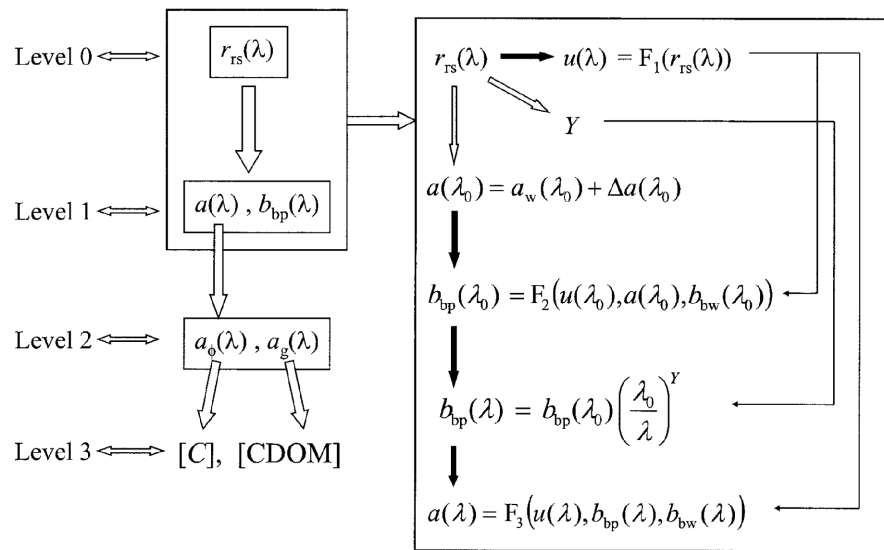 Level 0
r_rs(λ)
Level 1
a(λ) , b_bp(λ)
Level 2
a_ϕ(λ) , a_g(λ)
Level 3
[C], [CDOM]
r_rs(λ) u(λ) = F_1(r_rs(λ))
Y
a(λ_0) = a_w(λ_0) + Δa(λ_0)
b_bp(λ_0) = F_2(u(λ_0), a(λ_0), b_bw(λ_0))
b_bp(λ) = b_bp(λ_0) (λ_0/λ)^Y
a(λ) = F_3(u(λ), b_bp(λ), b_bw(λ))